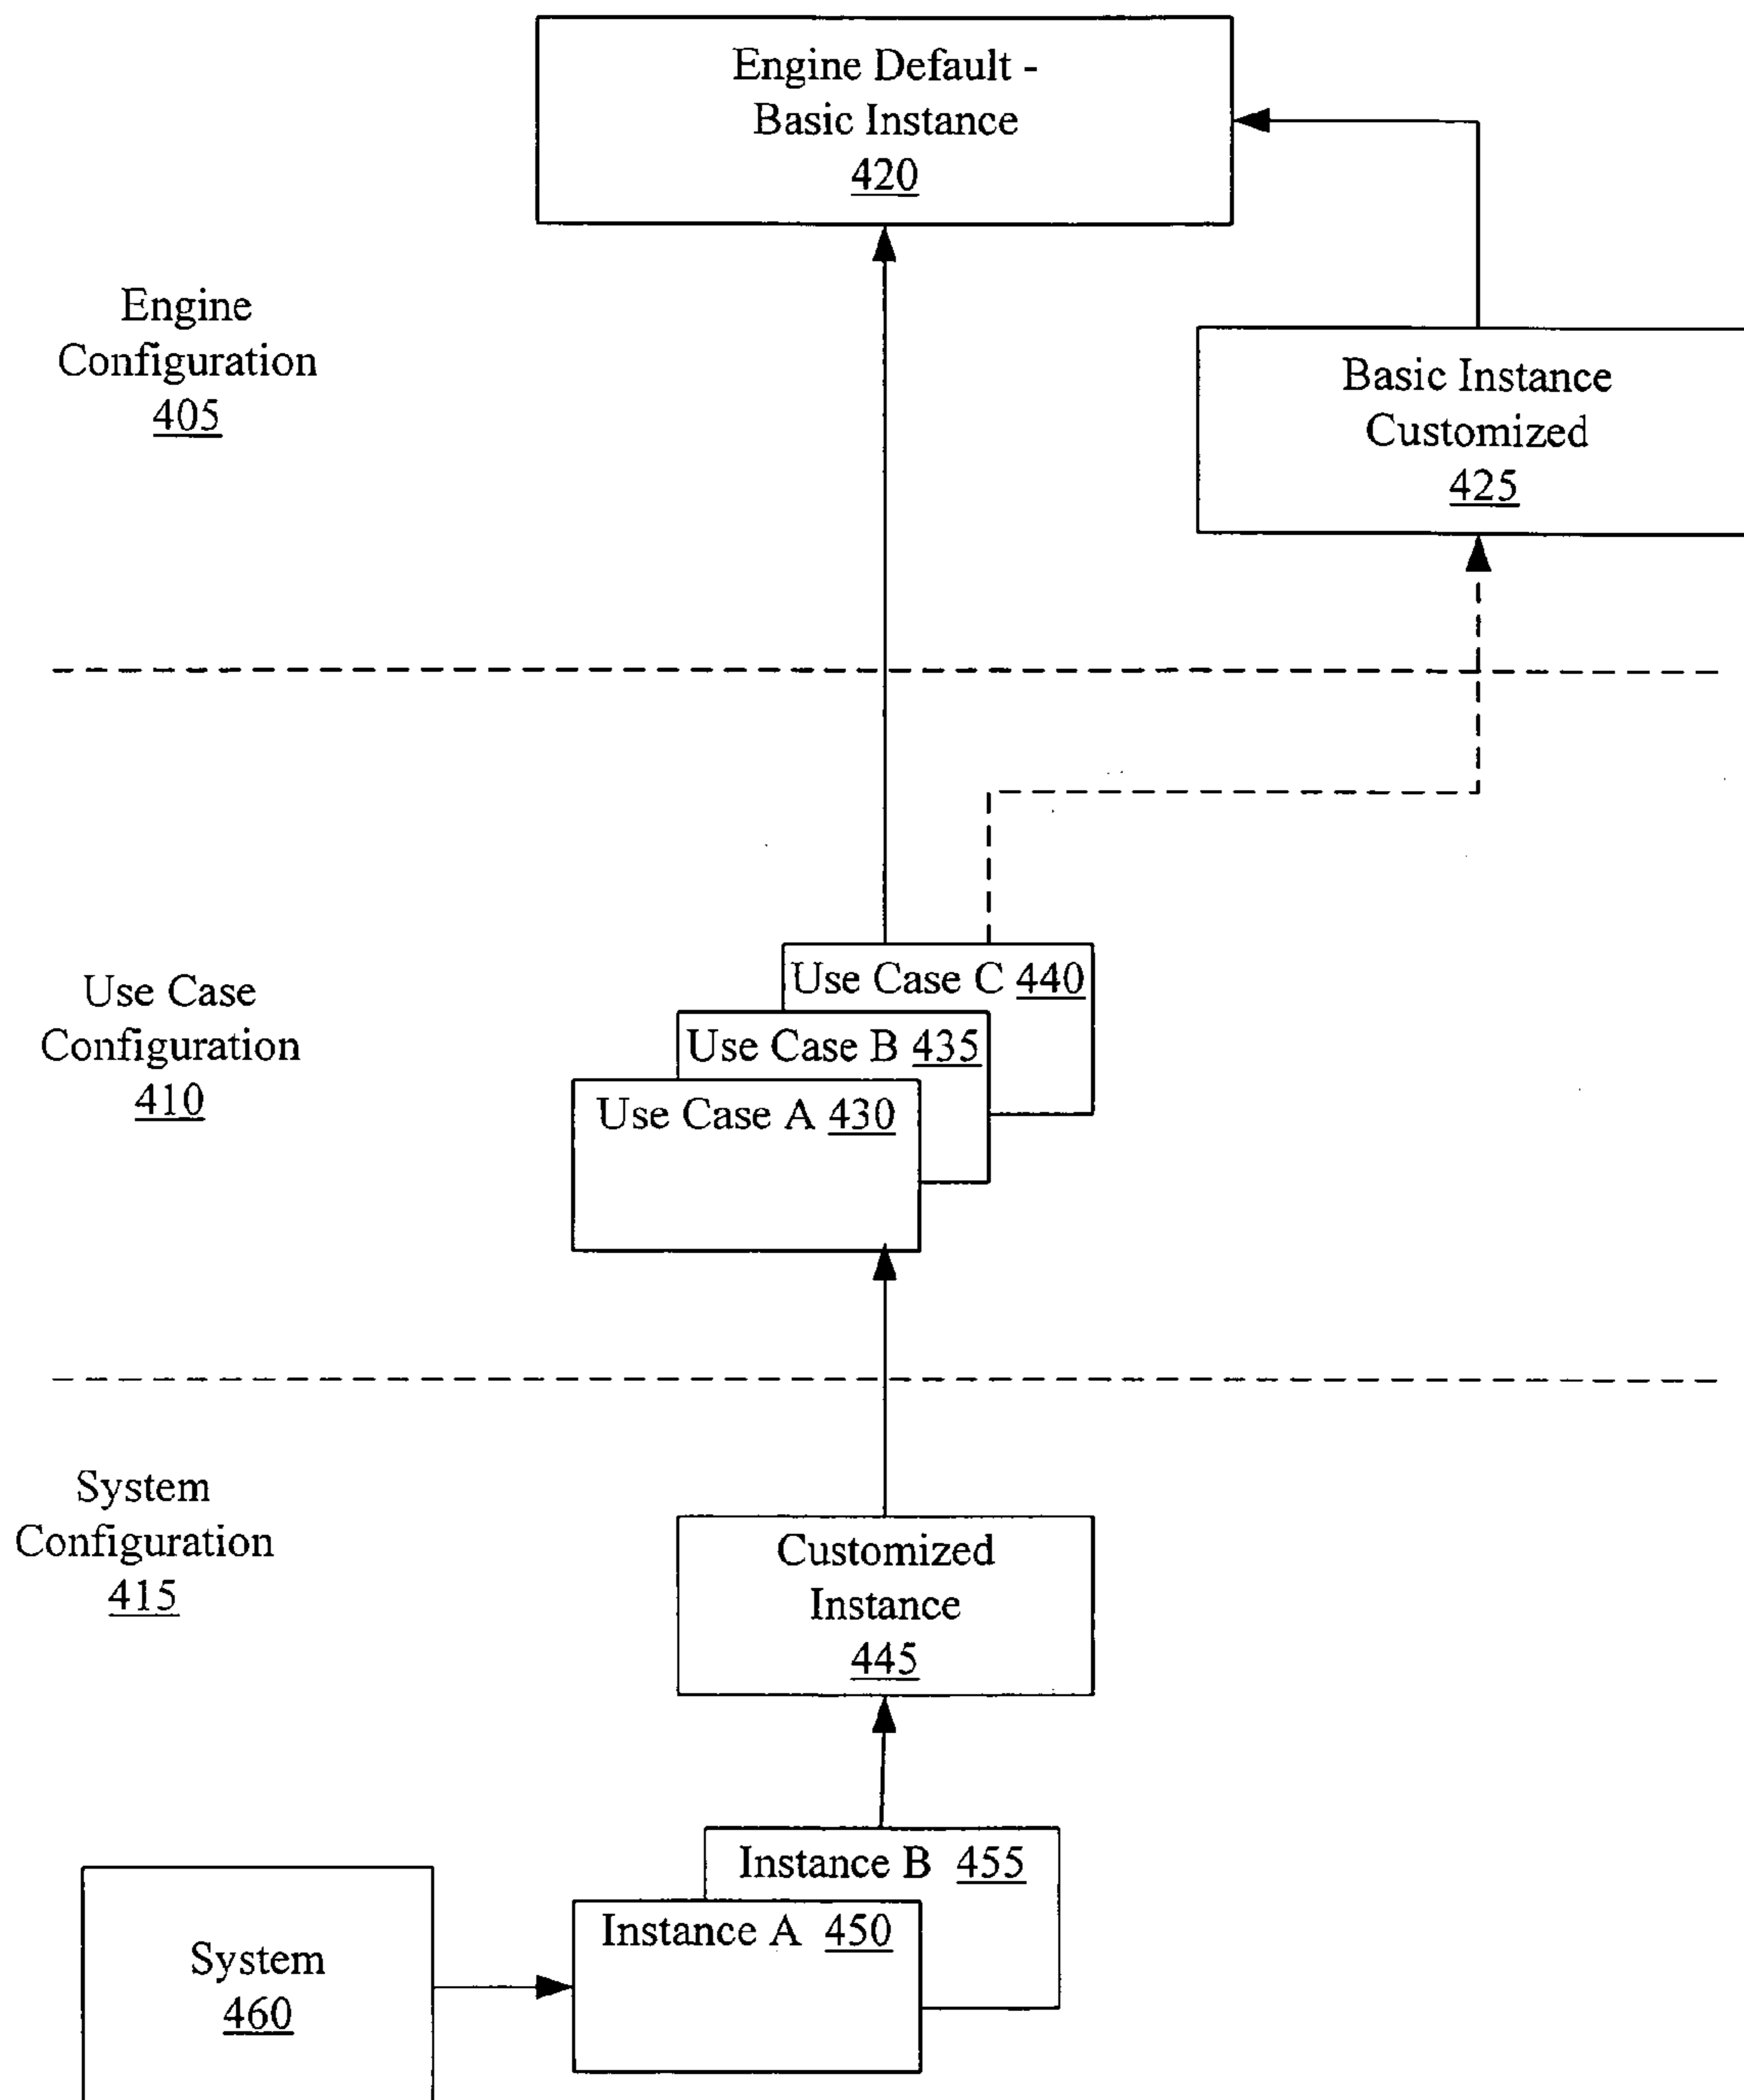 Engine Default -
Basic Instance
420
Engine
Configuration
405
Basic Instance
Customized
425
Use Case
Configuration
410
Use Case C 440
Use Case B 435
Use Case A 430
System
Configuration
415
Customized
Instance
445
Instance B 455
Instance A 450
System
460